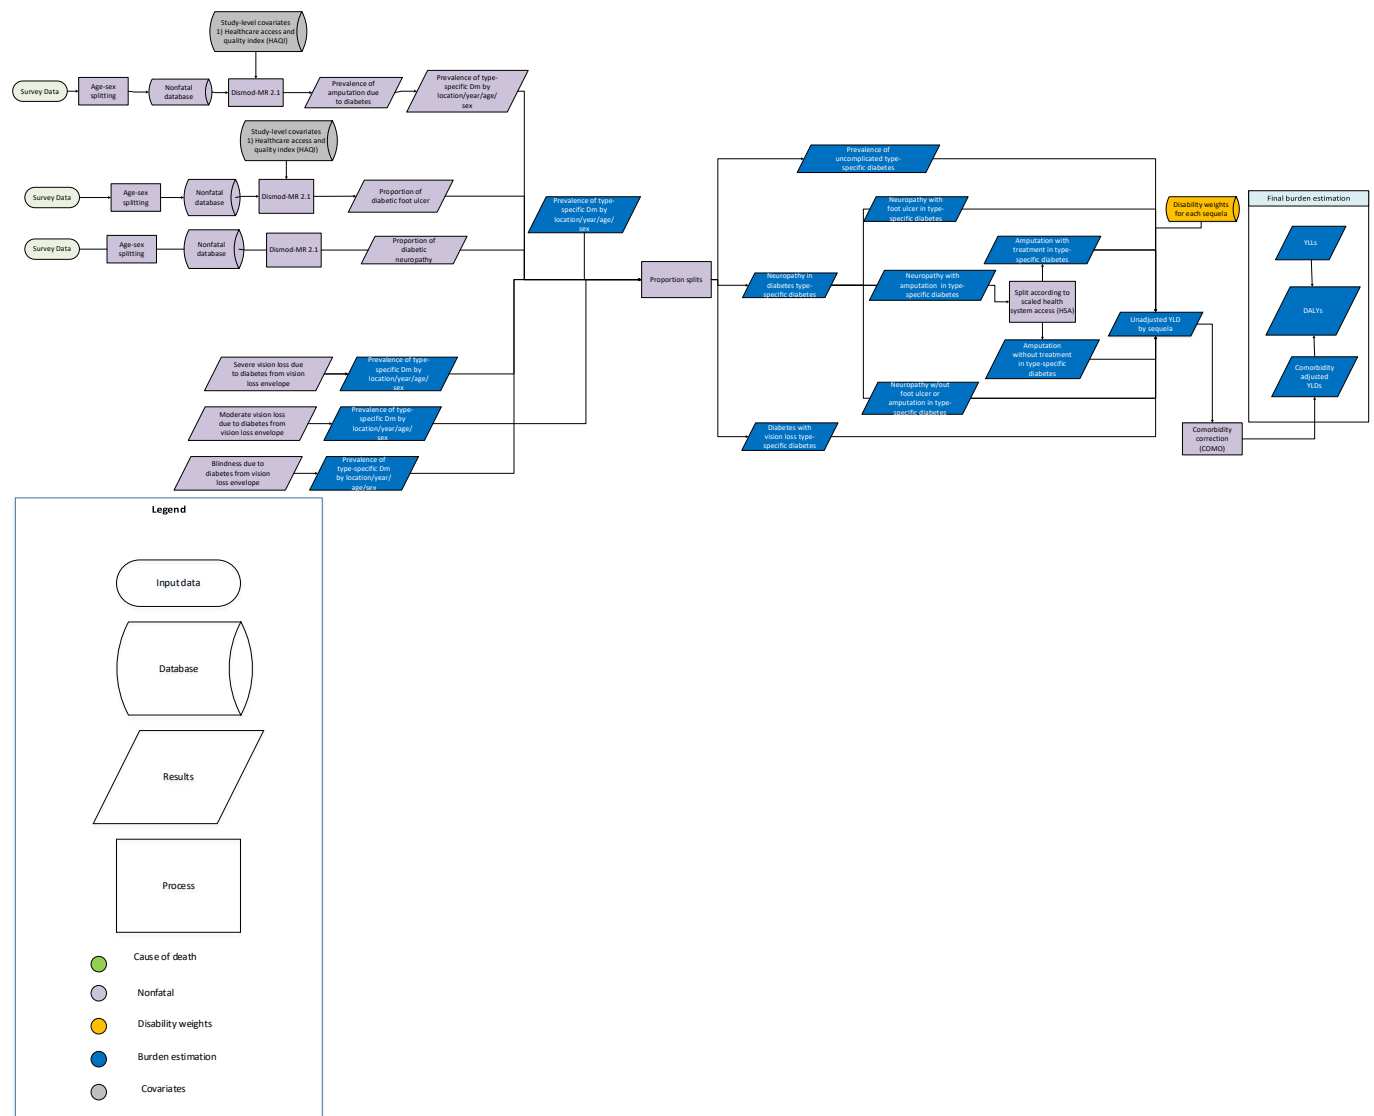 Study-level covariates
1) Healthcare access and
quality index (HAQI)
Survey Data
Age-sex
splitting
Nonfatal
database
Dismod-MR 2.1
Prevalence of
amputation due
to diabetes
Prevalence of type-
specific Dm by
location/year/age/
sex
Study-level covariates
1) Healthcare access and
quality index (HAQI)
Survey Data
Age-sex
splitting
Nonfatal
database
Dismod-MR 2.1
Proportion of
diabetic foot ulcer
Survey Data
Age-sex
splitting
Nonfatal
database
Dismod-MR 2.1
Proportion of
diabetic
neuropathy
Prevalence of type-
specific Dm by
location/year/age/
sex
Severe vision loss due
to diabetes from vision
loss envelope
Prevalence of type-
specific Dm by
location/year/age/
sex
Moderate vision loss
due to diabetes from
vision loss envelope
Prevalence of type-
specific Dm by
location/year/age/
sex
Blindness due to
diabetes from vision
loss envelope
Prevalence of
type-specific Dm
by location/year/
age/sex
Proportion splits
Prevalence of
uncomplicated type-
specific diabetes
Neuropathy in
diabetes type-
specific diabetes
Diabetes with
vision loss type-
specific diabetes
Neuropathy with
foot ulcer in type-
specific diabetes
Neuropathy with
amputation in type-
specific diabetes
Neuropathy w/out
foot ulcer or
amputation in type-
specific diabetes
Amputation with
treatment in type-
specific diabetes
Split according to
scaled health
system access (HSA)
Amputation
without treatment
in type-specific
diabetes
Disability weights
for each sequela
Unadjusted YLD
by sequela
Comorbidity
correction
(COMO)
Final burden estimation
YLLs
DALYs
Comorbidity
adjusted
YLDs
Legend
Input data
Database
Results
Process
Cause of death
Nonfatal
Disability weights
Burden estimation
Covariates